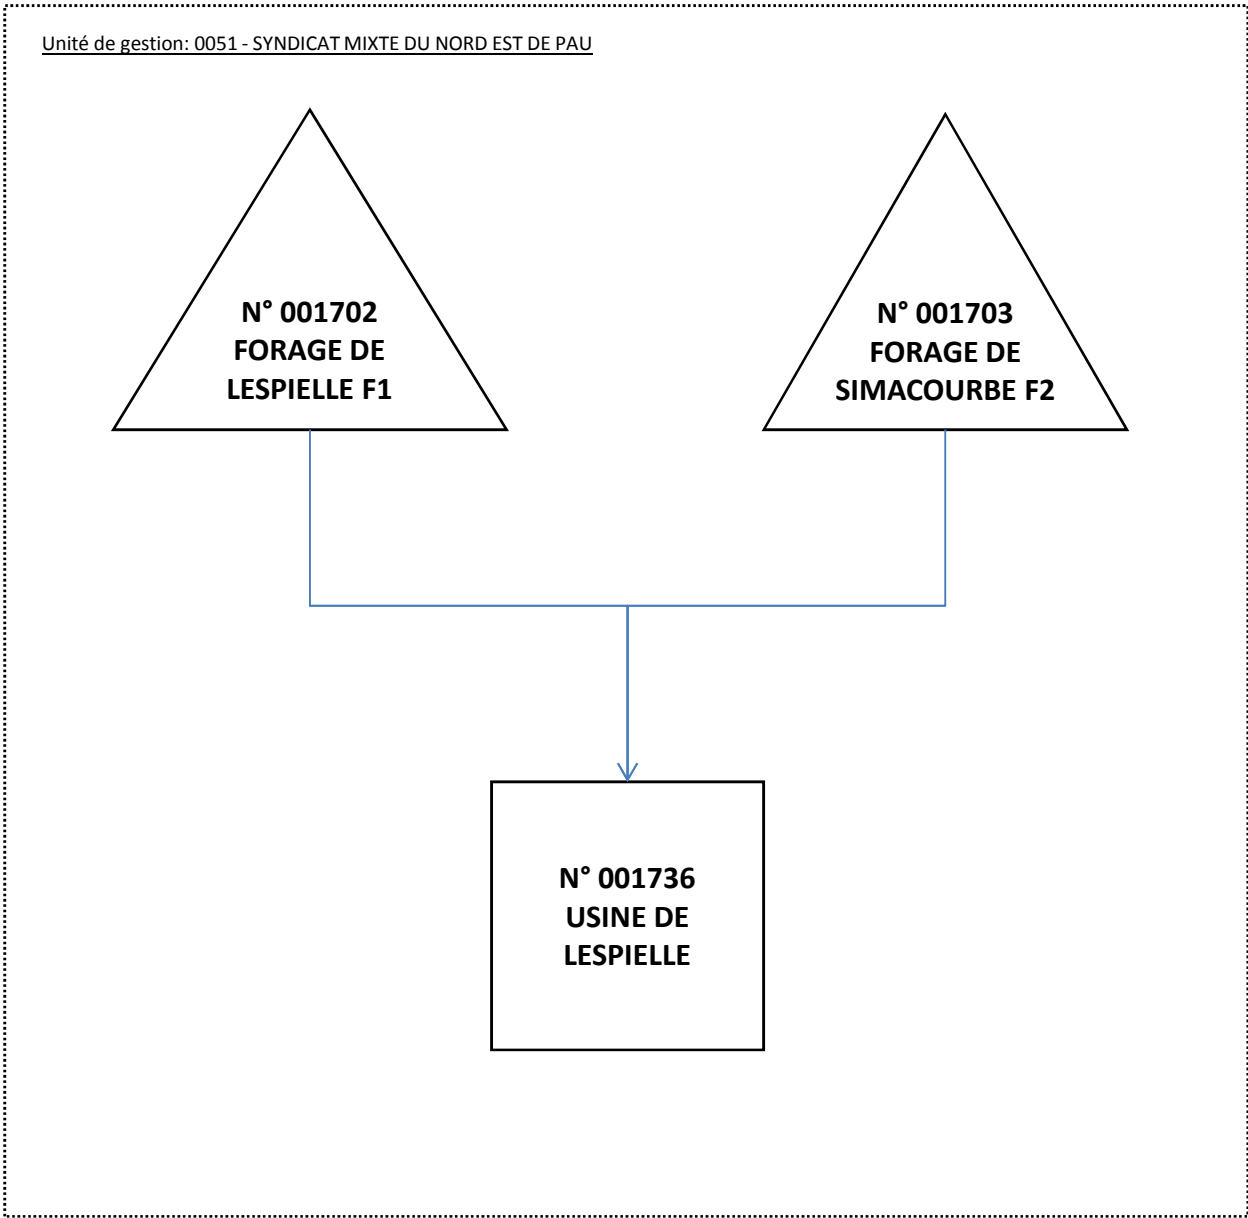 Unité de gestion: 0051 - SYNDICAT MIXTE DU NORD EST DE PAU
N° 001702
FORAGE DE
LESPIELLE F1
N° 001703
FORAGE DE
SIMACOURBE F2
N° 001736
USINE DE
LESPIELLE